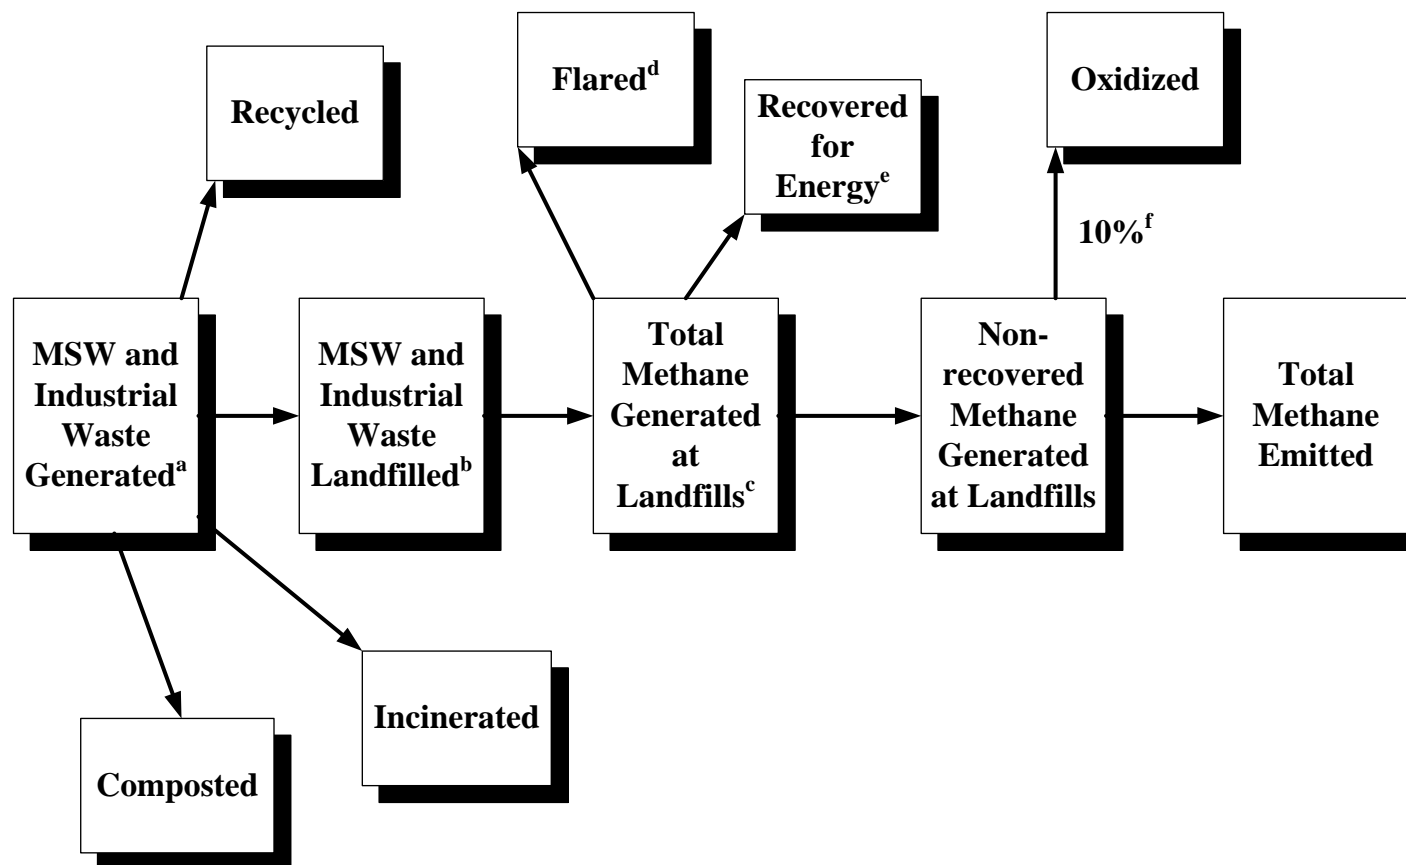 Recycled
Flared^d
Recovered
for
Energy^e
Oxidized
10%^f
MSW and
Industrial
Waste
Generated^a
MSW and
Industrial
Waste
Landfilled^b
Total
Methane
Generated
at
Landfills^c
Non-
recovered
Methane
Generated
at Landfills
Total
Methane
Emitted
Composted
Incinerated